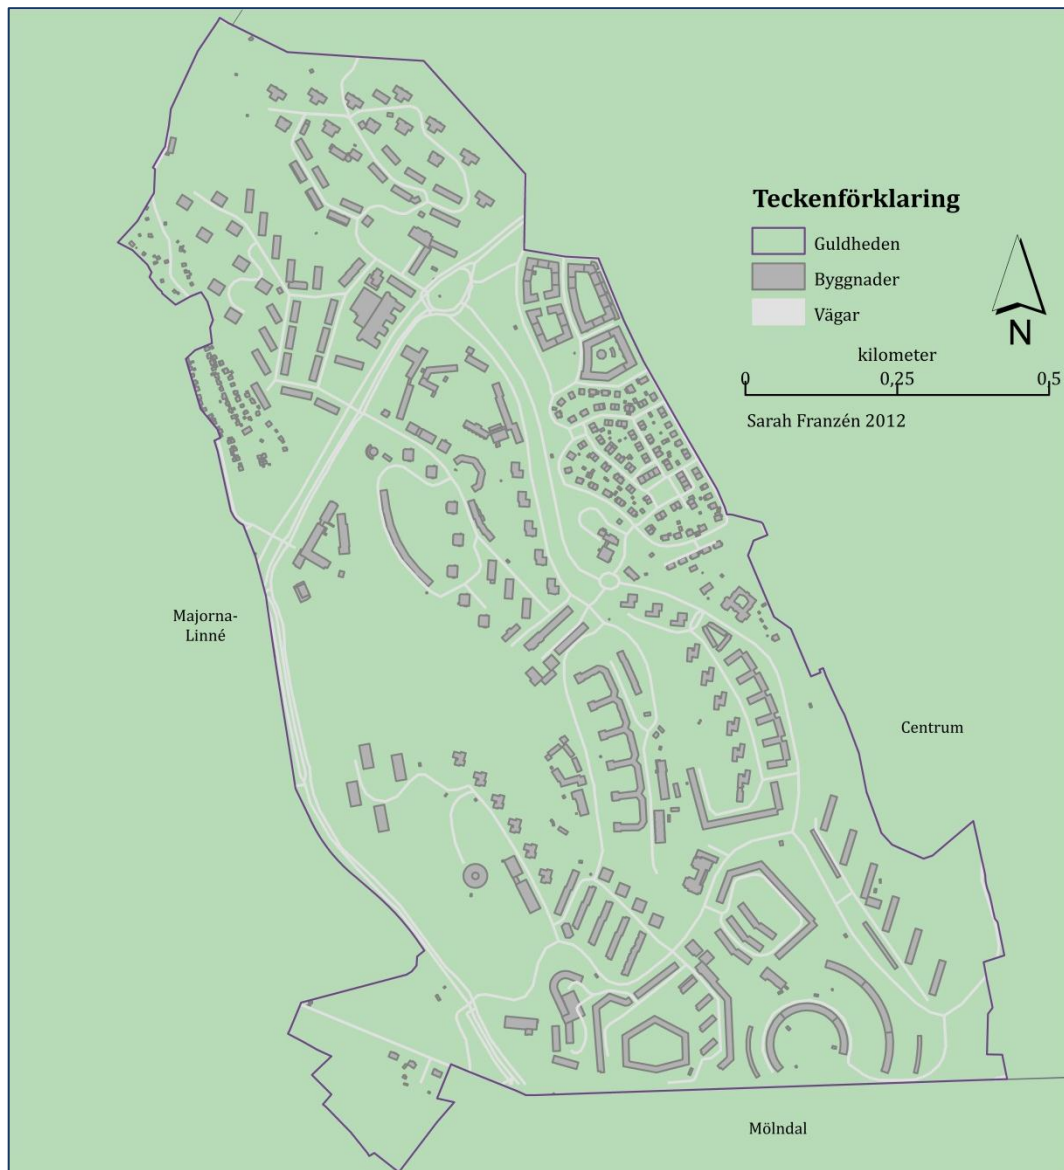 Teckenförklaring
Guldheden
Byggnader
Vägar
N
kilometer
0 0,25 0,5
Sarah Franzén 2012
Majorna-
Linné
Centrum
Mölndal